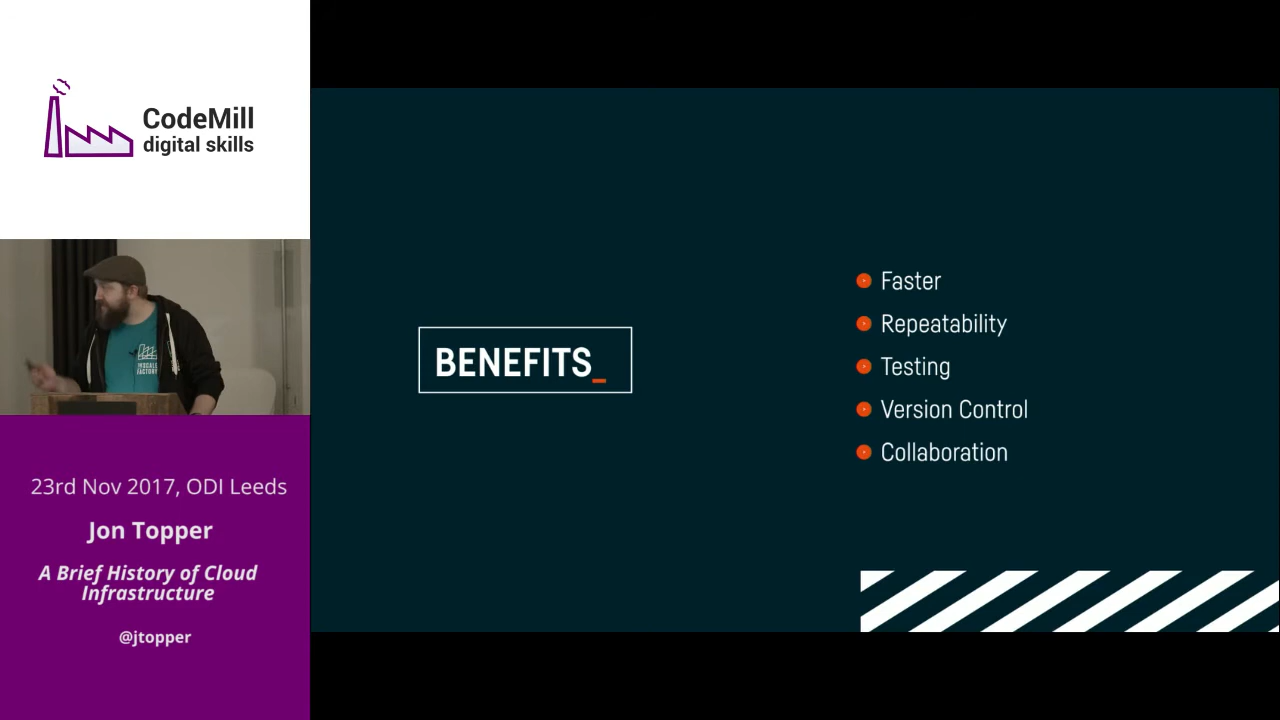 CodeMill
digital skills
23rd Nov 2017, ODI Leeds
Jon Topper
A Brief History of Cloud
Infrastructure
@jtopper
BENEFITS_
Faster
Repeatability
Testing
Version Control
Collaboration